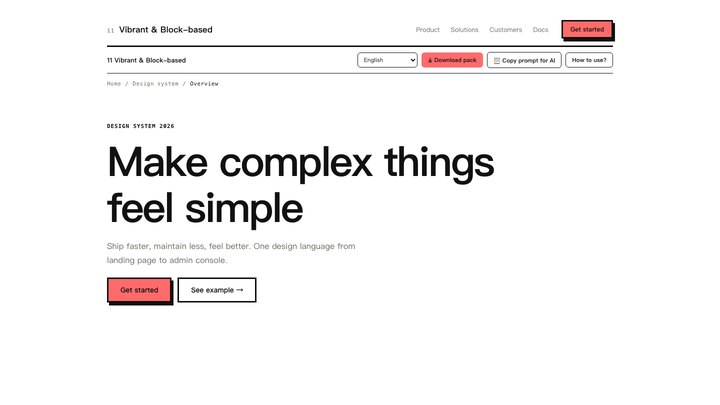 11 Vibrant & Block-based
Product Solutions Customers Docs Get started
11 Vibrant & Block-based
English Download pack Copy prompt for AI How to use?
Home / Design system / Overview
DESIGN SYSTEM 2026
Make complex things
feel simple
Ship faster, maintain less, feel better. One design language from
landing page to admin console.
Get started See example →